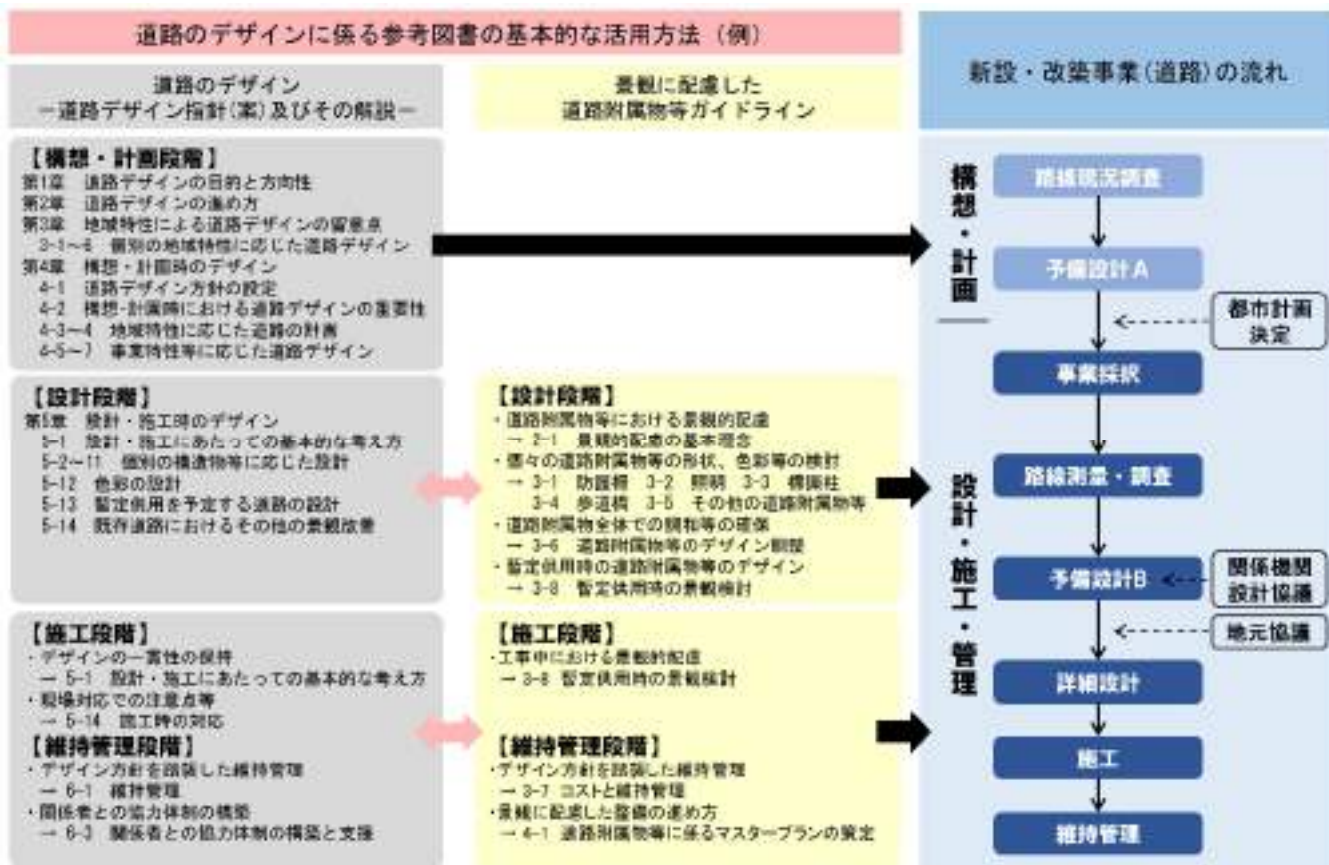 道路のデザインに係る参考図書の基本的な活用方法（例）
道路のデザイン
－道路デザイン指針（案）及びその解説－
景観に配慮した
道路附属物等ガイドライン
新設・改築事業（道路）の流れ
【構想・計画段階】
第1章　道路デザインの目的と方向性
第2章　道路デザインの進め方
第3章　地域特性による道路デザインの留意点
3-1～6　個別の地域特性に応じた道路デザイン
第4章　構想・計画時のデザイン
4-1　道路デザイン方針の設定
4-2　構想・計画時における道路デザインの重要性
4-3～4　地域特性に応じた道路の計画
4-5～7　事業特性等に応じた道路デザイン
【設計段階】
第5章　設計・施工時のデザイン
5-1　設計・施工にあたっての基本的な考え方
5-2～11　個別の構造物等に応じた設計
5-12　色彩の設計
5-13　暫定供用を予定する道路の設計
5-14　既存道路におけるその他の景観改善
【設計段階】
・道路附属物等における景観的配慮
→ 2-1　景観的配慮の基本理念
・個々の道路附属物等の形状、色彩等の検討
→ 3-1　防護柵　3-2　照明　3-3　標識柱
3-4　歩道橋　3-5　その他の道路附属物等
・道路附属物全体での調和等の確保
→ 3-6　道路附属物等のデザイン調整
・暫定供用時の道路附属物等のデザイン
→ 3-8　暫定供用時の景観検討
【施工段階】
・デザインの一貫性の保持
→ 5-1　設計・施工にあたっての基本的な考え方
・現場対応での注意点等
→ 5-14　施工時の対応
【維持管理段階】
・デザイン方針を踏襲した維持管理
→ 6-1　維持管理
・関係者との協力体制の構築
→ 6-3　関係者との協力体制の構築と支援
【施工段階】
・工事中における景観的配慮
→ 3-8 暫定供用時の景観検討
【維持管理段階】
・デザイン方針を踏襲した維持管理
→ 3-7 コストと維持管理
・景観に配慮した整備の進め方
→ 4-1 道路附属物等に係るマスタープランの策定
構想・計画
路線現況調査
予備設計A
都市計画
決定
事業採択
設計・施工・管理
路線測量・調査
予備設計B
関係機関
設計協議
地元協議
詳細設計
施工
維持管理